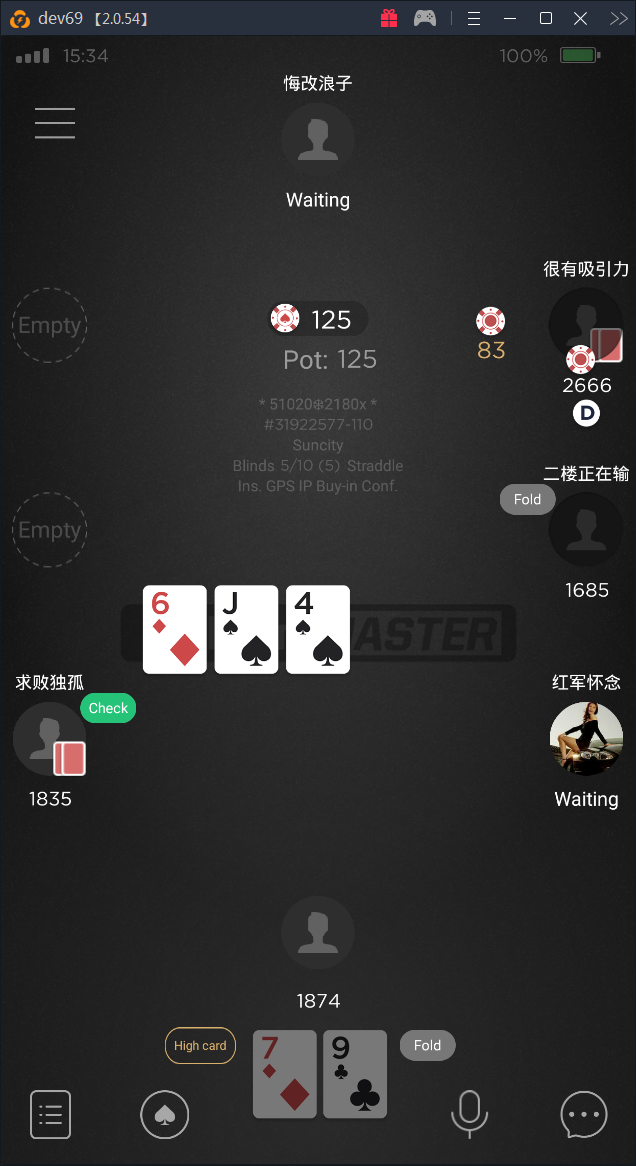 dev69 【2.0.54】
15:34
100%
悔改浪子
Waiting
很有吸引力
Empty
125
83
Pot: 125
2666
D
* 51020❉2180x *
#31922577-110
Suncity
Blinds 5/10 (5) Straddle
Ins. GPS IP Buy-in Conf.
二楼正在输
Fold
Empty
1685
6
J
4
MASTER
求败独孤
Check
1835
红军怀念
Waiting
1874
High card
7
9
Fold